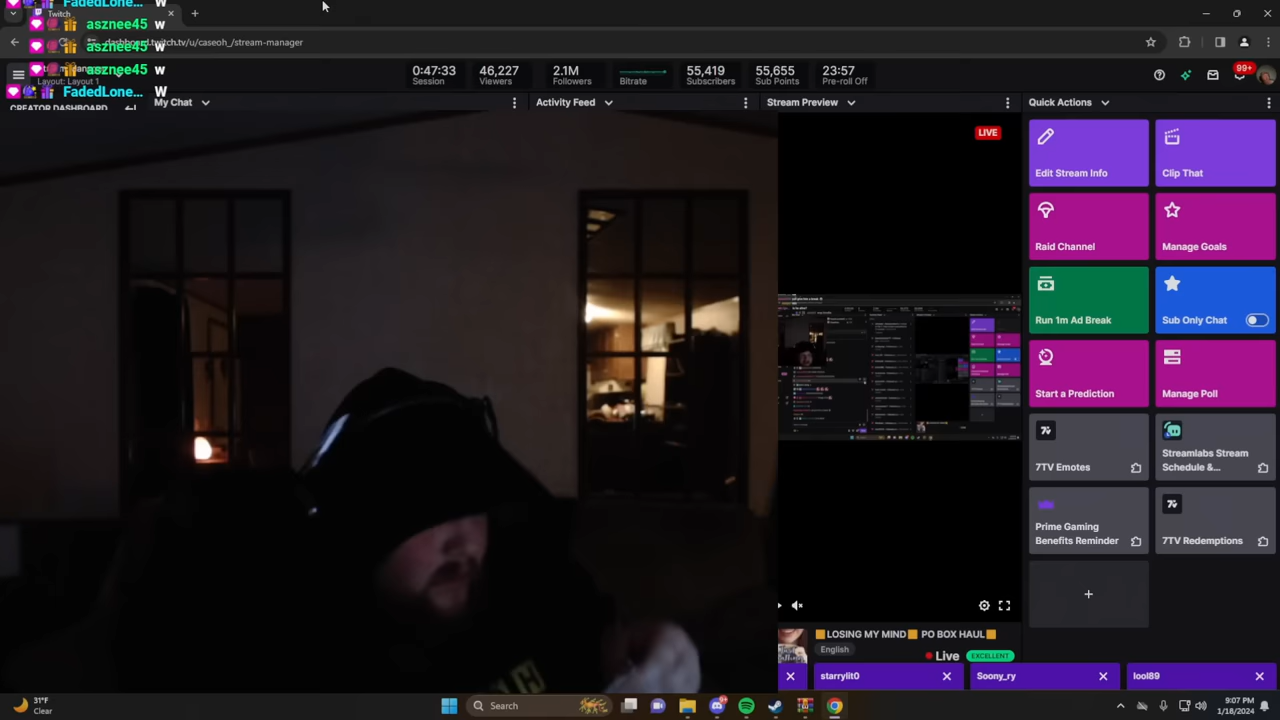 FadedLone... W
Twitch
asznee45 w
dashboard.twitch.tv/u/caseoh_/stream-manager
asznee45 w
asznee45 w
Layout: Layout 1
FadedLone... W
0:47:33
Session
Viewers
2.1M
Followers
Bitrate
55,419
Subscribers
55,655
Sub Points
23:57
Pre-roll Off
99+
CREATOR DASHBOARD
My Chat
Activity Feed
Stream Preview
Quick Actions
LIVE
Edit Stream Info
Clip That
Raid Channel
Manage Goals
Run 1m Ad Break
Sub Only Chat
Start a Prediction
Manage Poll
7TV Emotes
Streamlabs Stream
Schedule &...
Prime Gaming
Benefits Reminder
7TV Redemptions
LOSING MY MIND PO BOX HAUL
English
Live
EXCELLENT
starrylit0
Soony_ry
lool89
31°F
Clear
Search
9:07 PM
1/18/2024